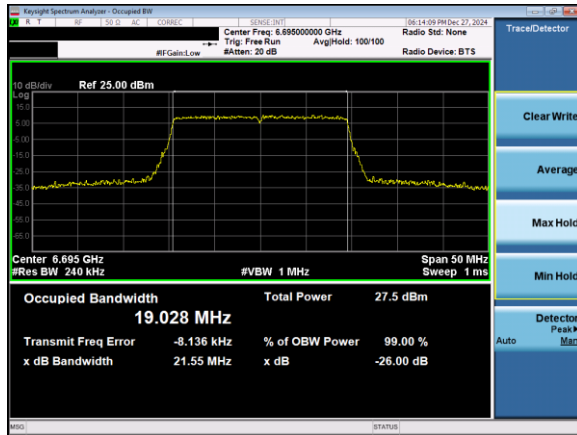 Keysight Spectrum Analyzer - Occupied BW
R T RF 50 Ω AC CORREC SENSE:INT 06:14:09 PM Dec 27, 2024
Center Freq: 6.695000000 GHz Radio Std: None
Trig: Free Run Avg|Hold: 100/100
#IFGain:Low #Atten: 20 dB Radio Device: BTS
Trace/Detector
10 dB/div Ref 25.00 dBm
Log
15.0
5.00
-5.00
-15.0
-25.0
-35.0
-45.0
-55.0
-65.0
Center 6.695 GHz Span 50 MHz
#Res BW 240 kHz #VBW 1 MHz Sweep 1 ms
Occupied Bandwidth Total Power 27.5 dBm
19.028 MHz
Transmit Freq Error -8.136 kHz % of OBW Power 99.00 %
x dB Bandwidth 21.55 MHz x dB -26.00 dB
Clear Write
Average
Max Hold
Min Hold
Detector
Peak▶
Auto Man
MSG STATUS